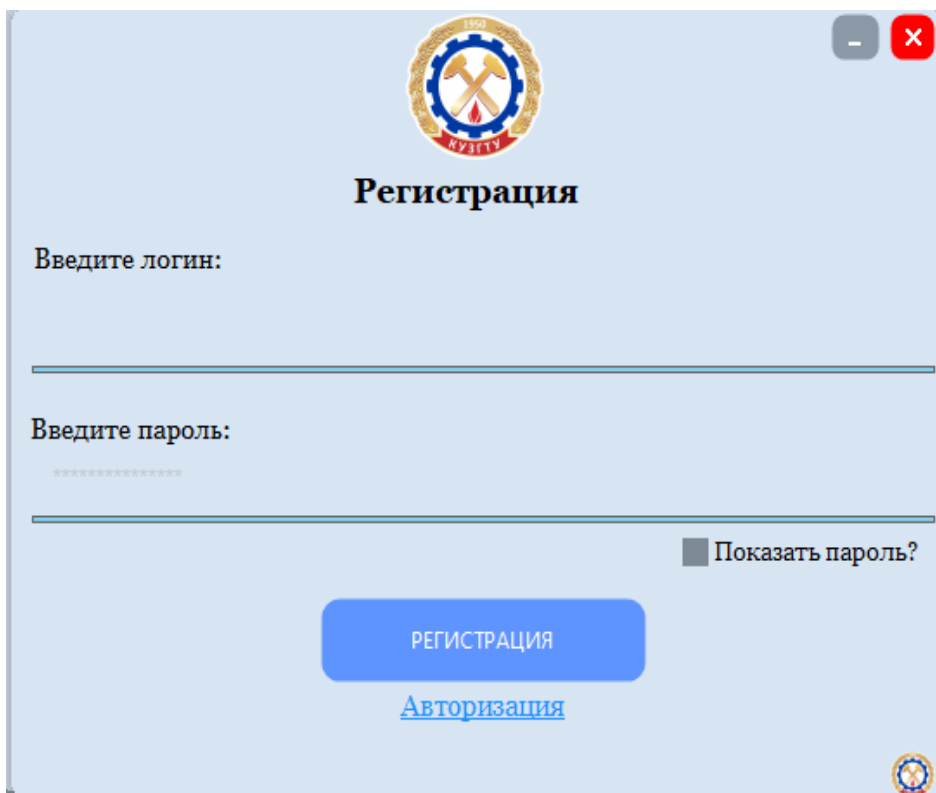 1950
КУЗГТУ
Регистрация
Введите логин:
Введите пароль:
***************
Показать пароль?
РЕГИСТРАЦИЯ
Авторизация